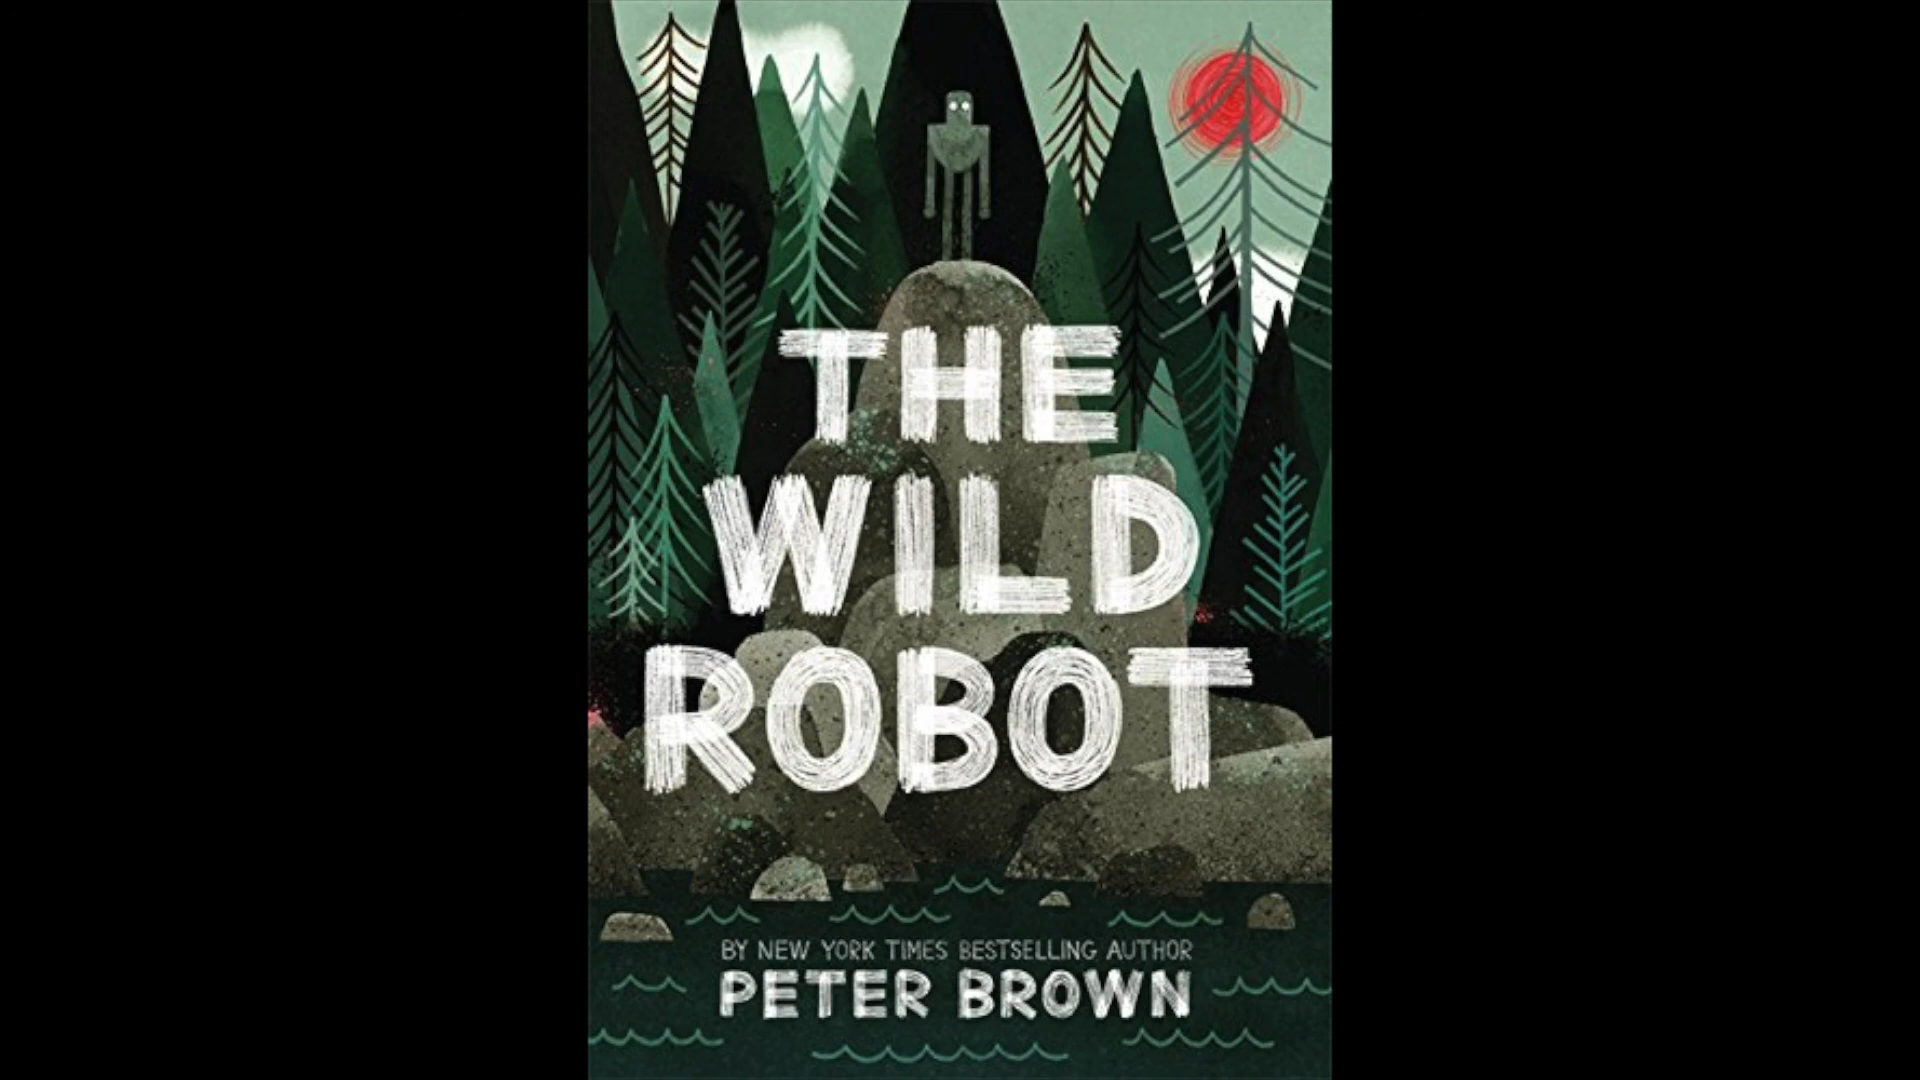 THE
WILD
ROBOT
BY NEW YORK TIMES BESTSELLING AUTHOR
PETER BROWN